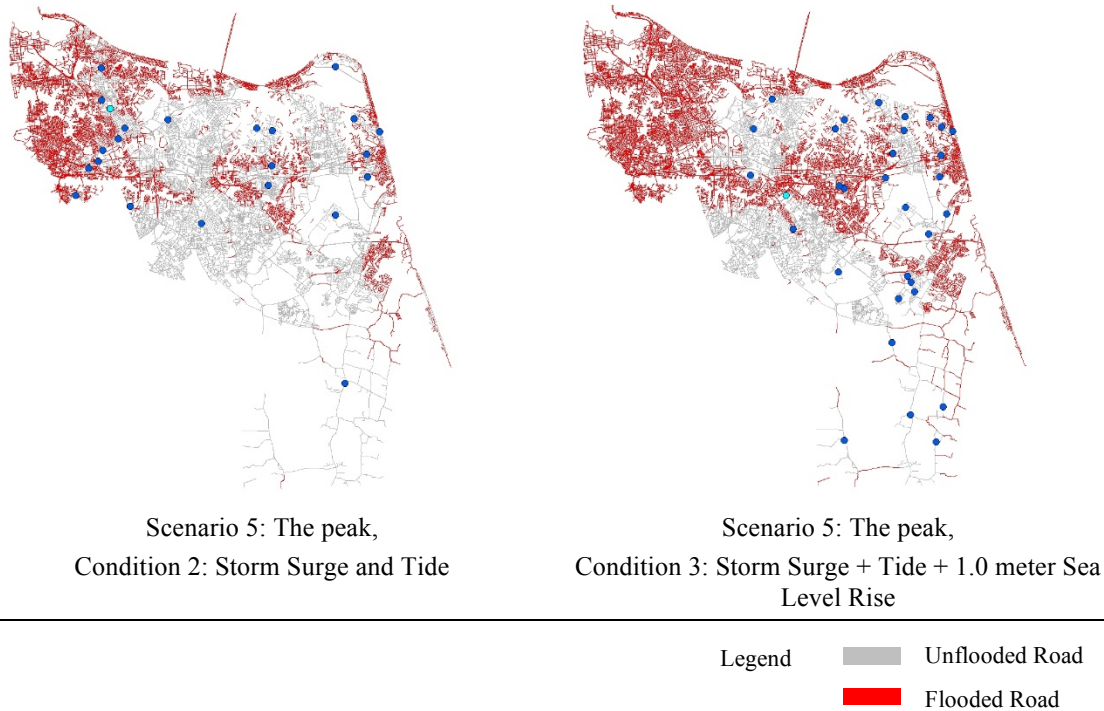 Scenario 5: The peak,
Condition 2: Storm Surge and Tide
Scenario 5: The peak,
Condition 3: Storm Surge + Tide + 1.0 meter Sea
Level Rise
Legend
Unflooded Road
Flooded Road